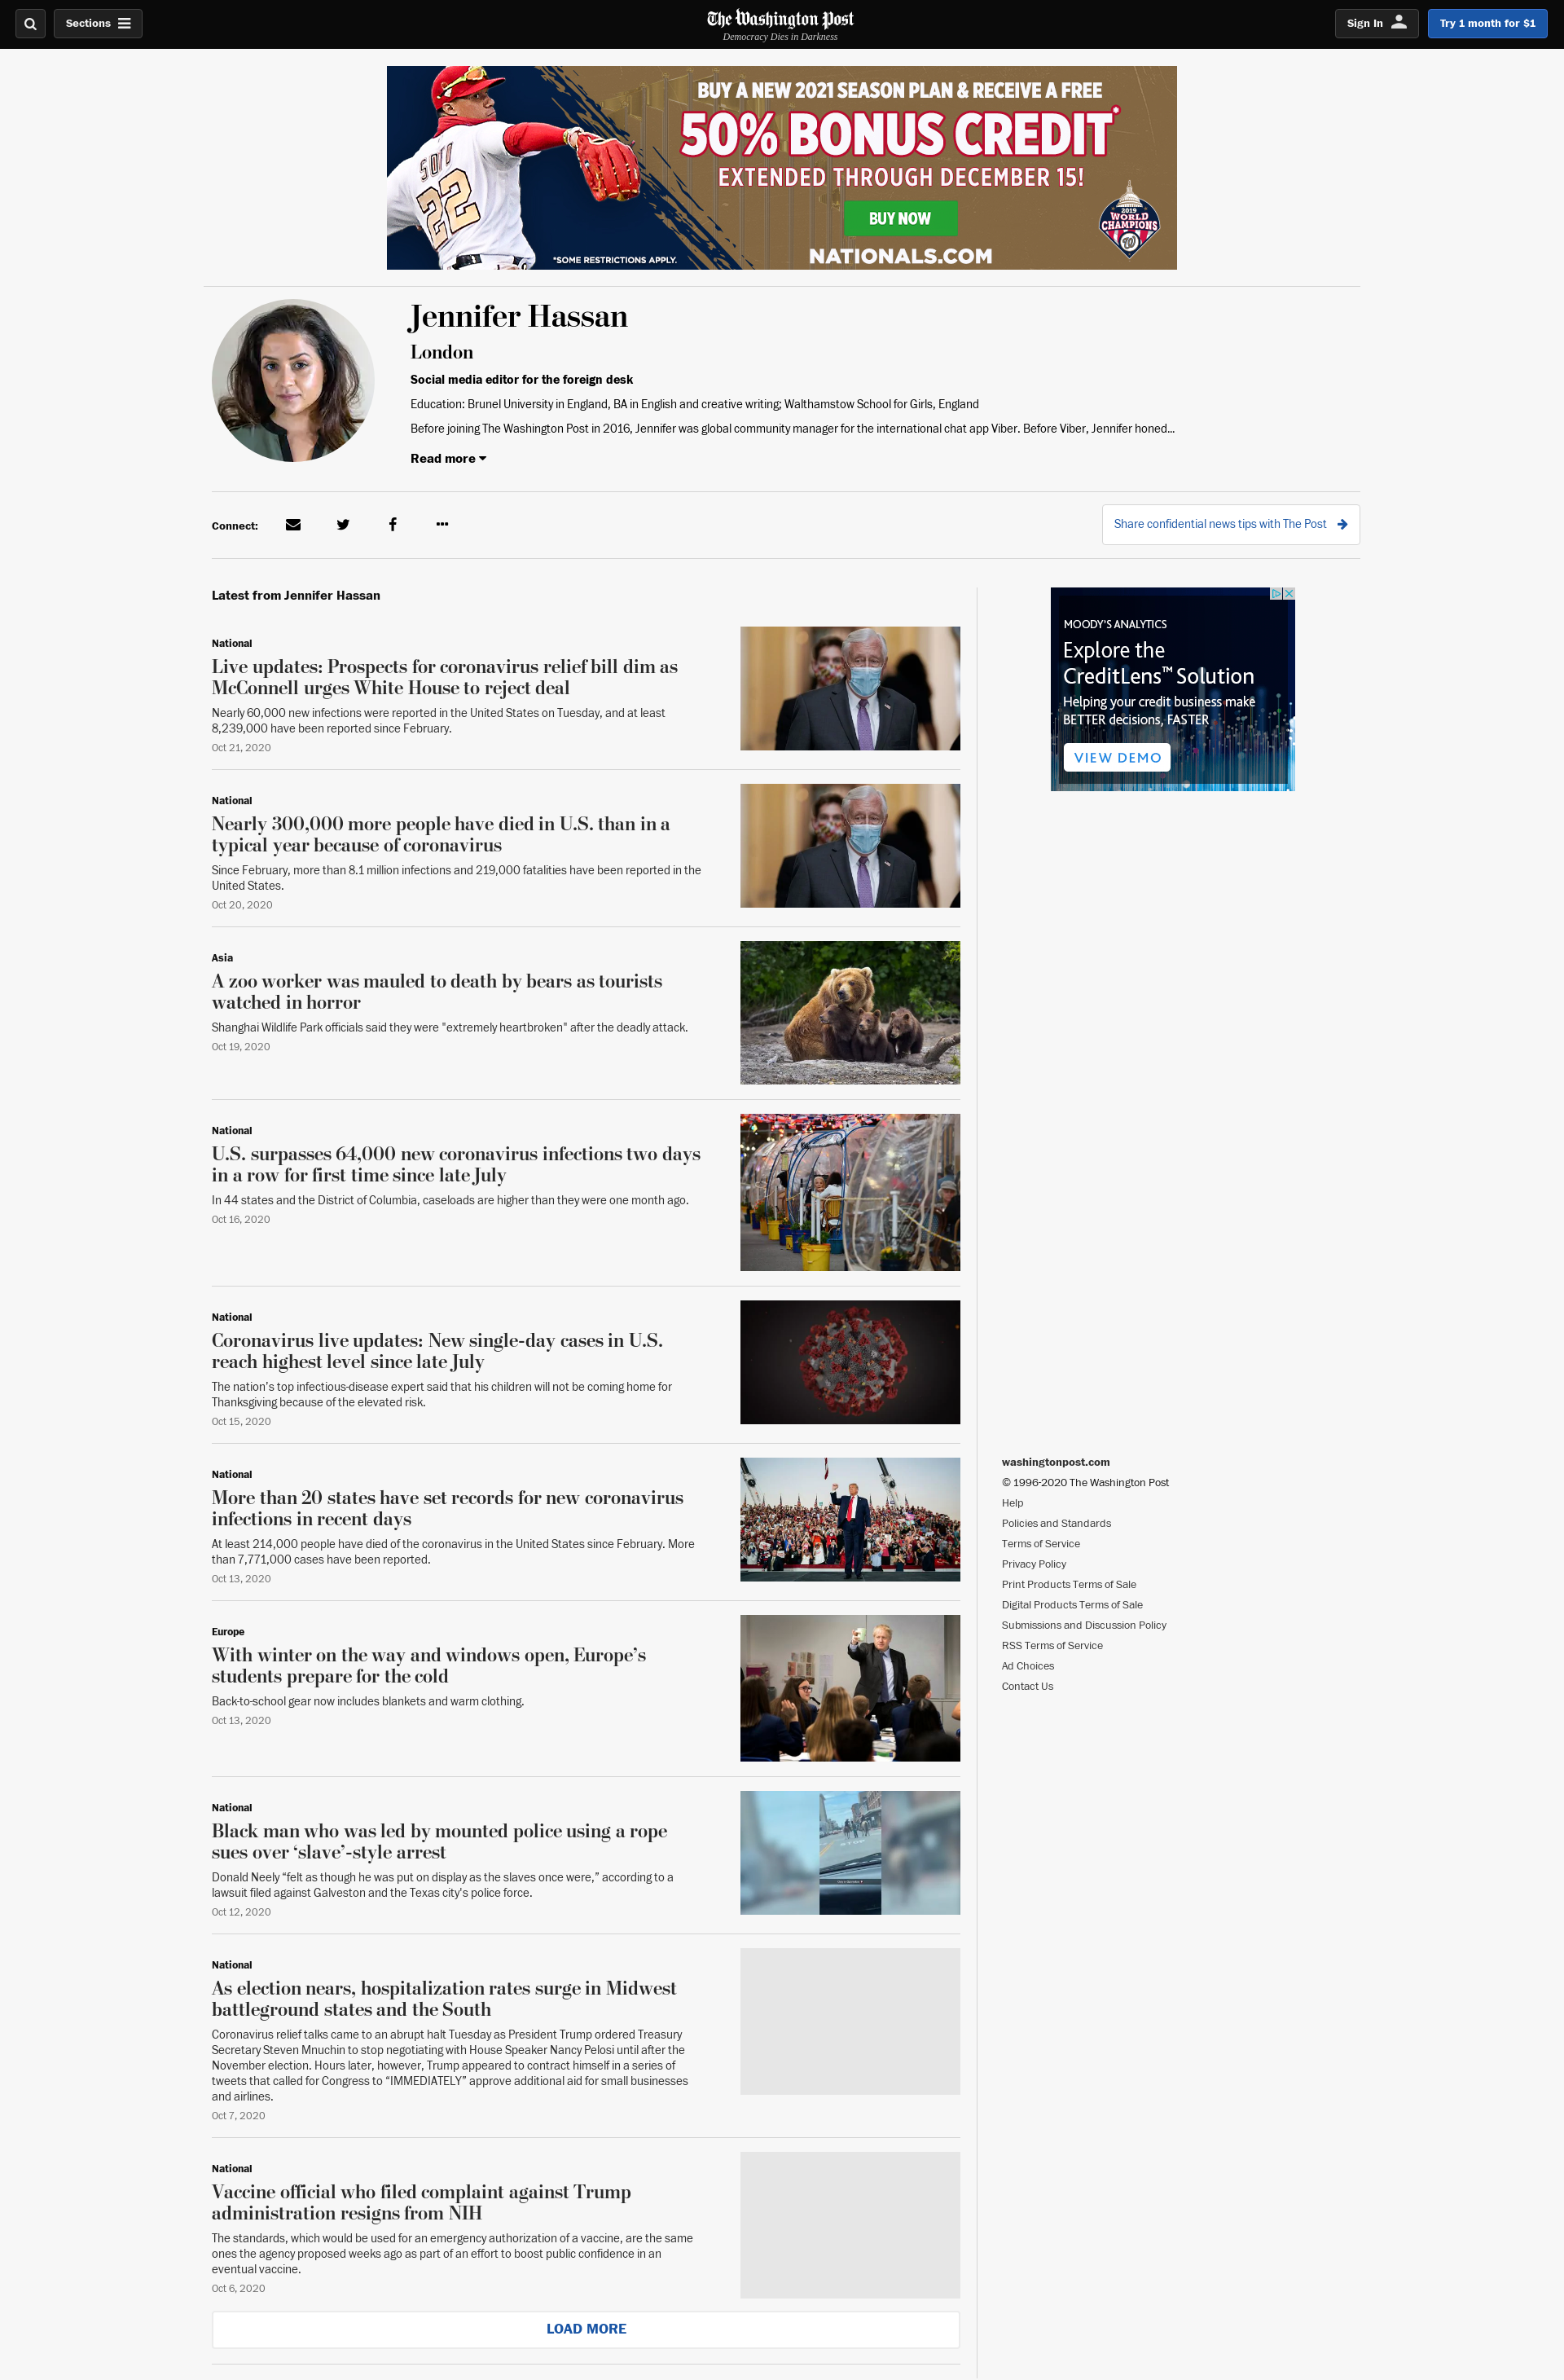 Sections
The Washington Post
Democracy Dies in Darkness
Sign In
Try 1 month for $1
BUY A NEW 2021 SEASON PLAN & RECEIVE A FREE
50% BONUS CREDIT*
EXTENDED THROUGH DECEMBER 15!
BUY NOW
*SOME RESTRICTIONS APPLY.
NATIONALS.COM
SOTO
22
2019
WORLD
CHAMPIONS
W
Jennifer Hassan
London
Social media editor for the foreign desk
Education: Brunel University in England, BA in English and creative writing; Walthamstow School for Girls, England
Before joining The Washington Post in 2016, Jennifer was global community manager for the international chat app Viber. Before Viber, Jennifer honed...
Read more
Connect:
Share confidential news tips with The Post
Latest from Jennifer Hassan
National
Live updates: Prospects for coronavirus relief bill dim as
McConnell urges White House to reject deal
Nearly 60,000 new infections were reported in the United States on Tuesday, and at least
8,239,000 have been reported since February.
Oct 21, 2020
National
Nearly 300,000 more people have died in U.S. than in a
typical year because of coronavirus
Since February, more than 8.1 million infections and 219,000 fatalities have been reported in the
United States.
Oct 20, 2020
Asia
A zoo worker was mauled to death by bears as tourists
watched in horror
Shanghai Wildlife Park officials said they were "extremely heartbroken" after the deadly attack.
Oct 19, 2020
National
U.S. surpasses 64,000 new coronavirus infections two days
in a row for first time since late July
In 44 states and the District of Columbia, caseloads are higher than they were one month ago.
Oct 16, 2020
National
Coronavirus live updates: New single-day cases in U.S.
reach highest level since late July
The nation's top infectious-disease expert said that his children will not be coming home for
Thanksgiving because of the elevated risk.
Oct 15, 2020
National
More than 20 states have set records for new coronavirus
infections in recent days
At least 214,000 people have died of the coronavirus in the United States since February. More
than 7,771,000 cases have been reported.
Oct 13, 2020
Europe
With winter on the way and windows open, Europe's
students prepare for the cold
Back-to-school gear now includes blankets and warm clothing.
Oct 13, 2020
National
Black man who was led by mounted police using a rope
sues over ‘slave’-style arrest
Donald Neely “felt as though he was put on display as the slaves once were,” according to a
lawsuit filed against Galveston and the Texas city's police force.
Oct 12, 2020
National
As election nears, hospitalization rates surge in Midwest
battleground states and the South
Coronavirus relief talks came to an abrupt halt Tuesday as President Trump ordered Treasury
Secretary Steven Mnuchin to stop negotiating with House Speaker Nancy Pelosi until after the
November election. Hours later, however, Trump appeared to contract himself in a series of
tweets that called for Congress to “IMMEDIATELY” approve additional aid for small businesses
and airlines.
Oct 7, 2020
National
Vaccine official who filed complaint against Trump
administration resigns from NIH
The standards, which would be used for an emergency authorization of a vaccine, are the same
ones the agency proposed weeks ago as part of an effort to boost public confidence in an
eventual vaccine.
Oct 6, 2020
LOAD MORE
MOODY'S ANALYTICS
Explore the
CreditLens™ Solution
Helping your credit business make
BETTER decisions, FASTER
VIEW DEMO
washingtonpost.com
© 1996-2020 The Washington Post
Help
Policies and Standards
Terms of Service
Privacy Policy
Print Products Terms of Sale
Digital Products Terms of Sale
Submissions and Discussion Policy
RSS Terms of Service
Ad Choices
Contact Us